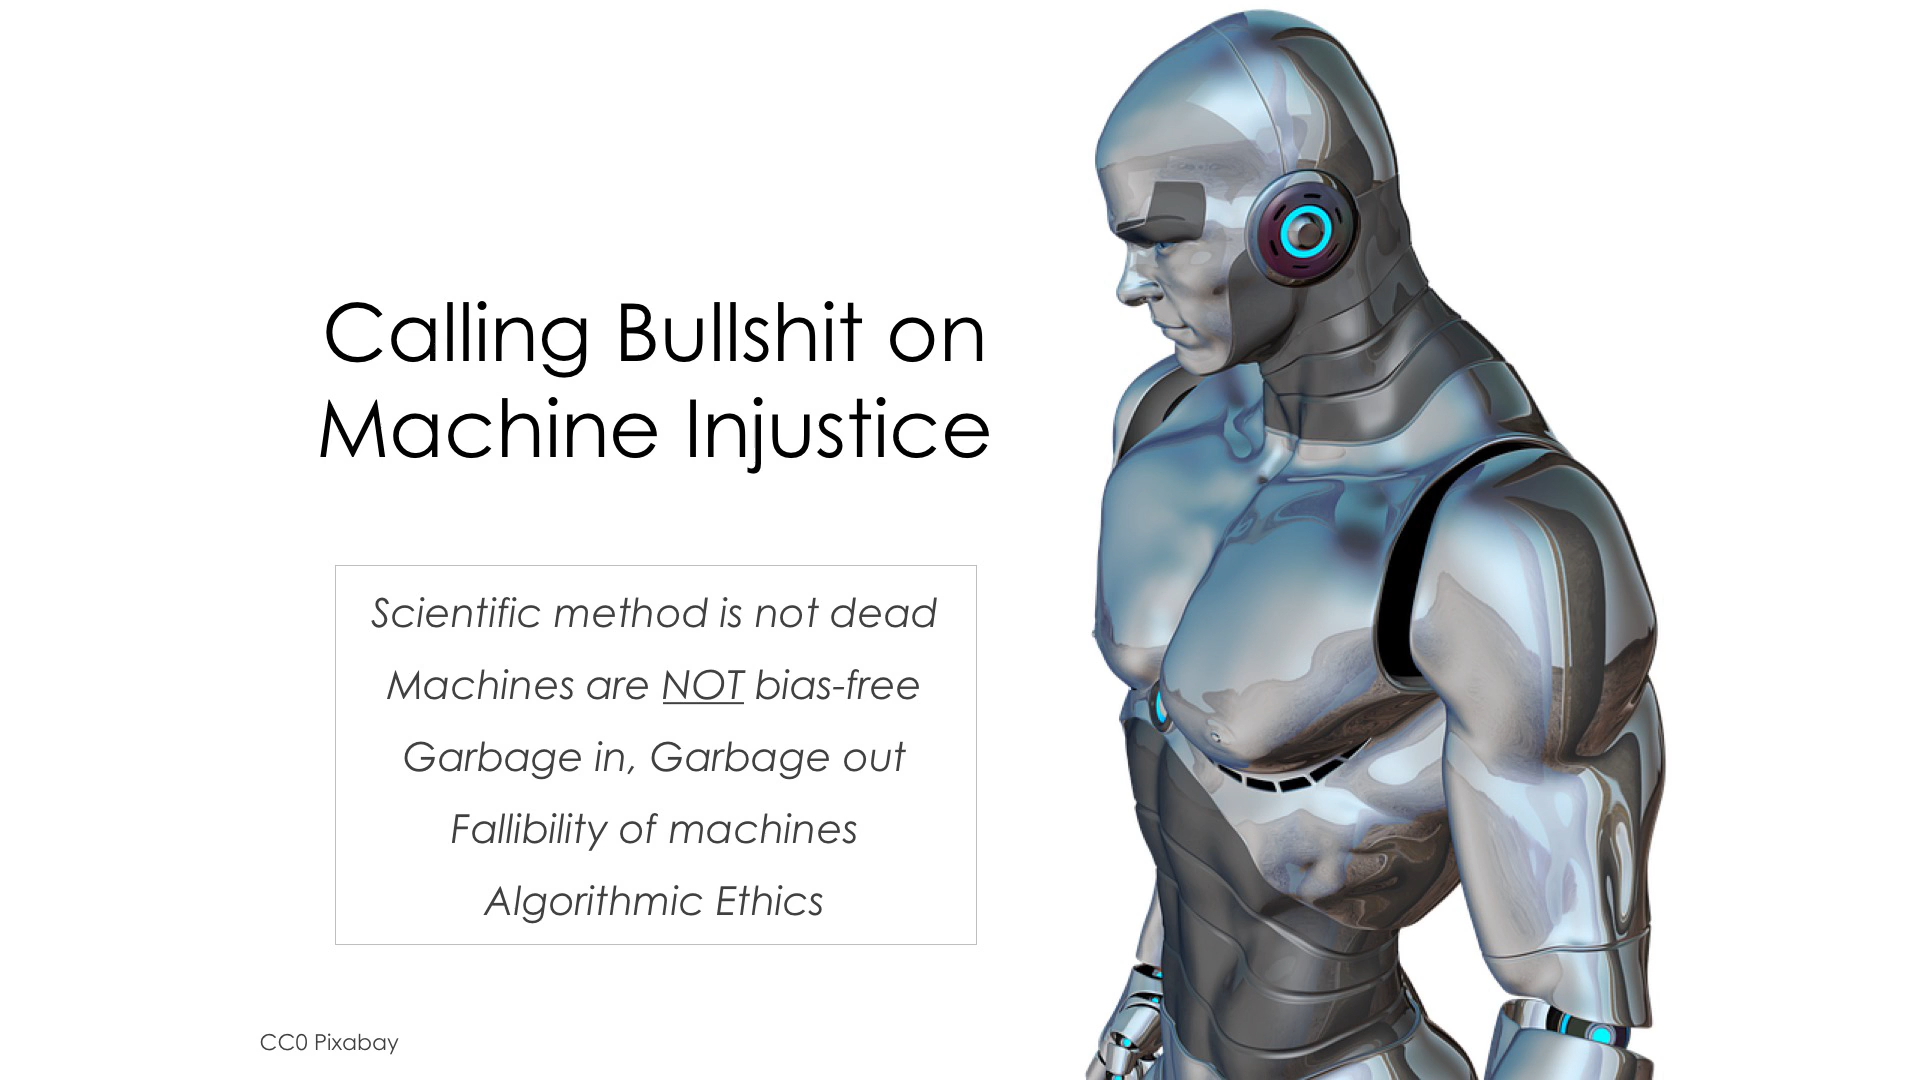 Calling Bullshit on
Machine Injustice
Scientific method is not dead
Machines are NOT bias-free
Garbage in, Garbage out
Fallibility of machines
Algorithmic Ethics
CC0 Pixabay